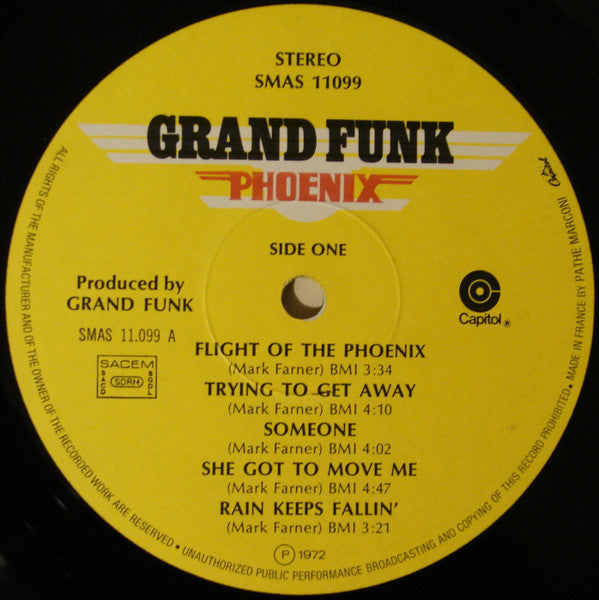 STEREO
SMAS 11099
GRAND FUNK
PHOENIX
SIDE ONE
Produced by
GRAND FUNK
SMAS 11.099 A
SACEM
SACD SDRM SGDL
Capitol®
Capitol
FLIGHT OF THE PHOENIX
(Mark Farner) BMI 3:34
TRYING TO GET AWAY
(Mark Farner) BMI 4:10
SOMEONE
(Mark Farner) BMI 4:02
SHE GOT TO MOVE ME
(Mark Farner) BMI 4:47
RAIN KEEPS FALLIN'
(Mark Farner) BMI 3:21
Ⓟ 1972
ALL RIGHTS OF THE MANUFACTURER AND OF THE OWNER OF THE RECORDED WORK ARE RESERVED • UNAUTHORIZED PUBLIC PERFORMANCE BROADCASTING AND COPYING OF THIS RECORD PROHIBITED • MADE IN FRANCE BY PATHE MARCONI